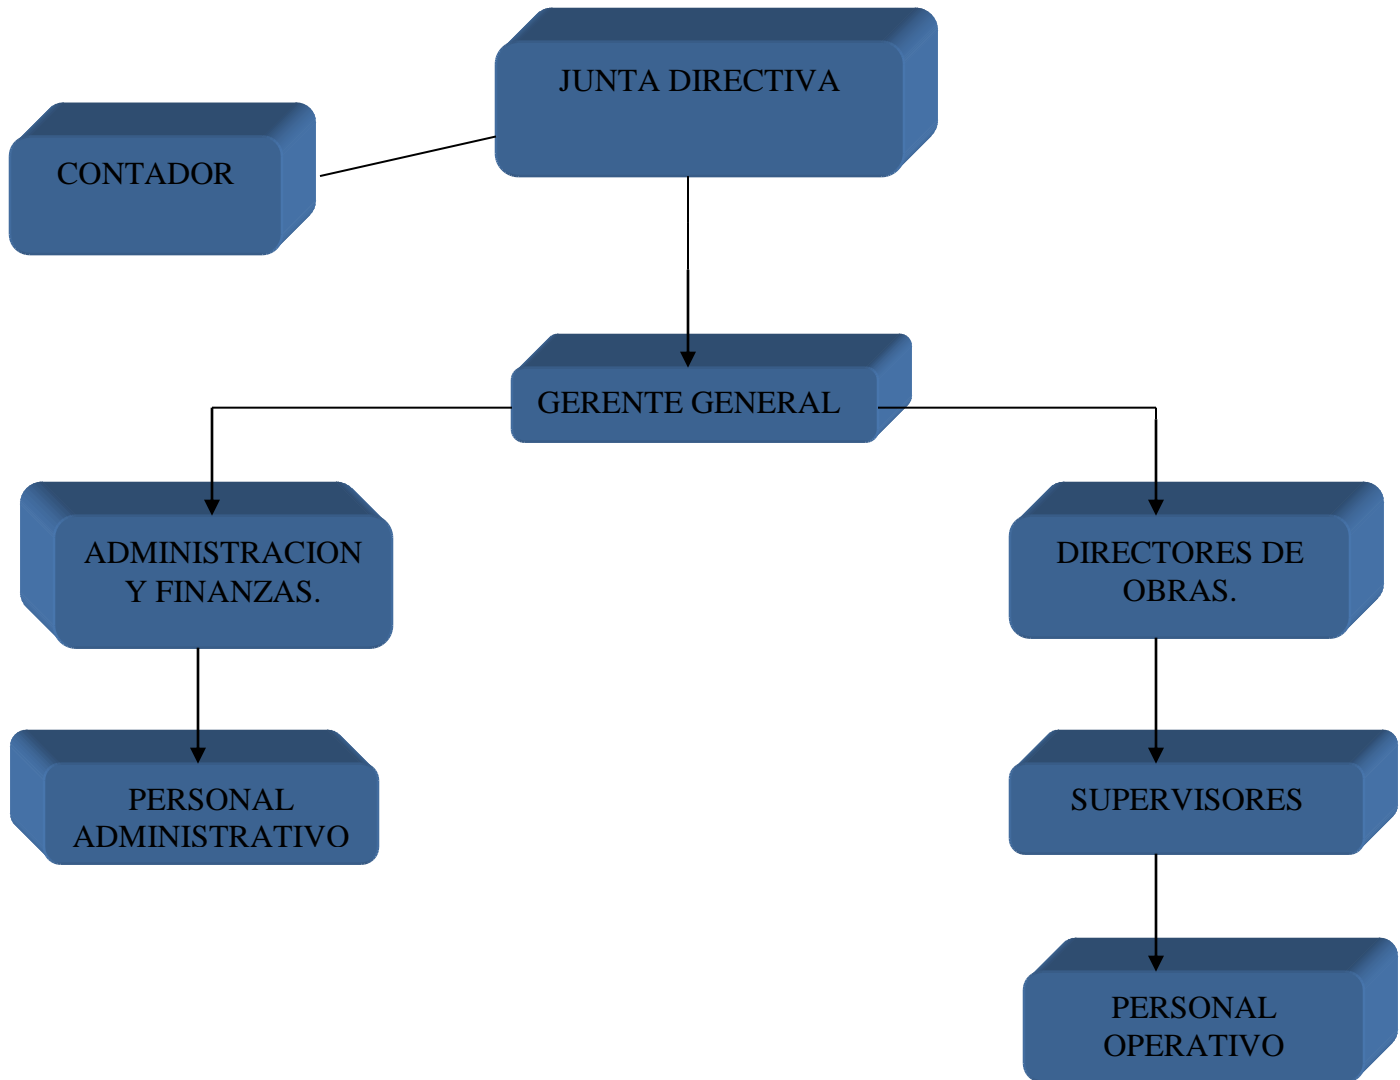 JUNTA DIRECTIVA
CONTADOR
GERENTE GENERAL
ADMINISTRACION
Y FINANZAS.
DIRECTORES DE
OBRAS.
PERSONAL
ADMINISTRATIVO
SUPERVISORES
PERSONAL
OPERATIVO